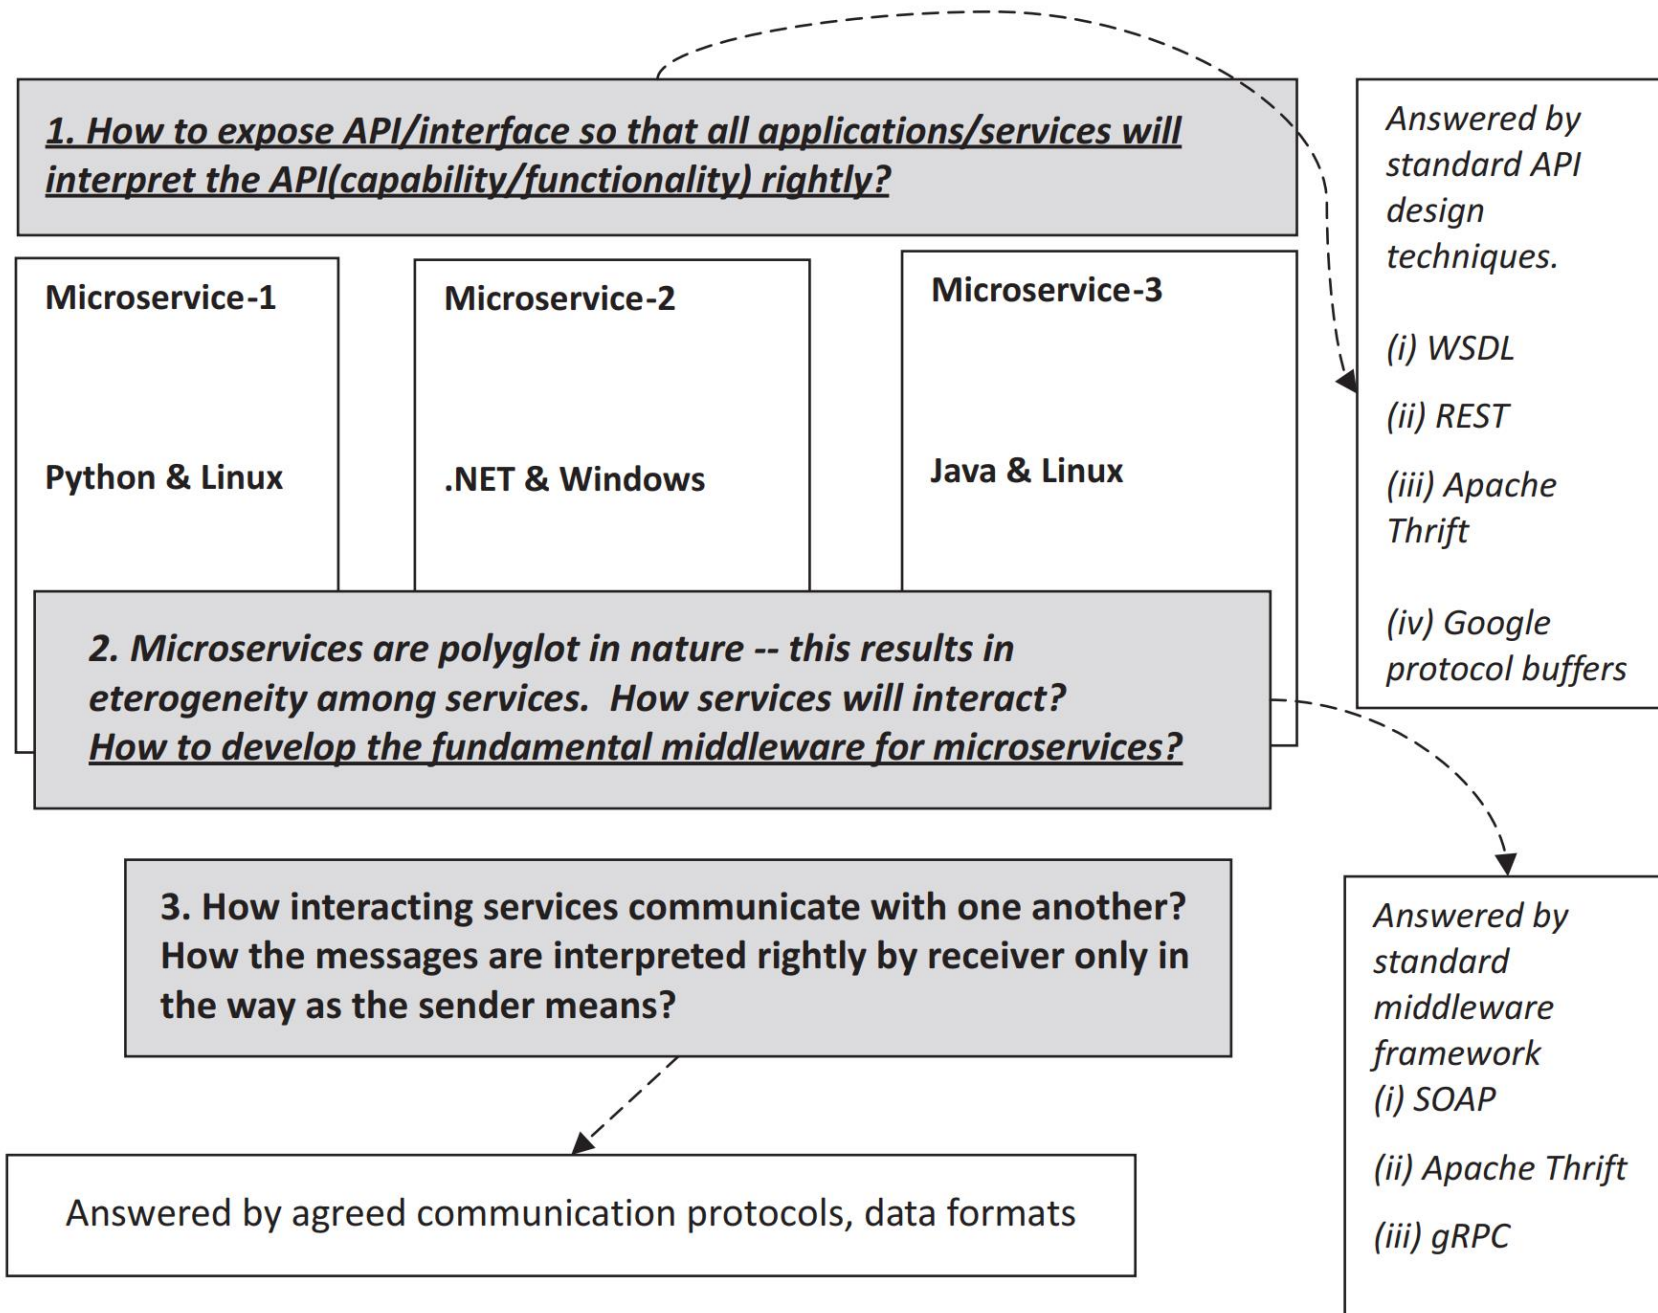 1. How to expose API/interface so that all applications/services will
interpret the API(capability/functionality) rightly?
Microservice-1
Python & Linux
Microservice-2
.NET & Windows
Microservice-3
Java & Linux
2. Microservices are polyglot in nature -- this results in
eterogeneity among services.  How services will interact?
How to develop the fundamental middleware for microservices?
3. How interacting services communicate with one another?
How the messages are interpreted rightly by receiver only in
the way as the sender means?
Answered by agreed communication protocols, data formats
Answered by
standard API
design
techniques.
(i) WSDL
(ii) REST
(iii) Apache
Thrift
(iv) Google
protocol buffers
Answered by
standard
middleware
framework
(i) SOAP
(ii) Apache Thrift
(iii) gRPC